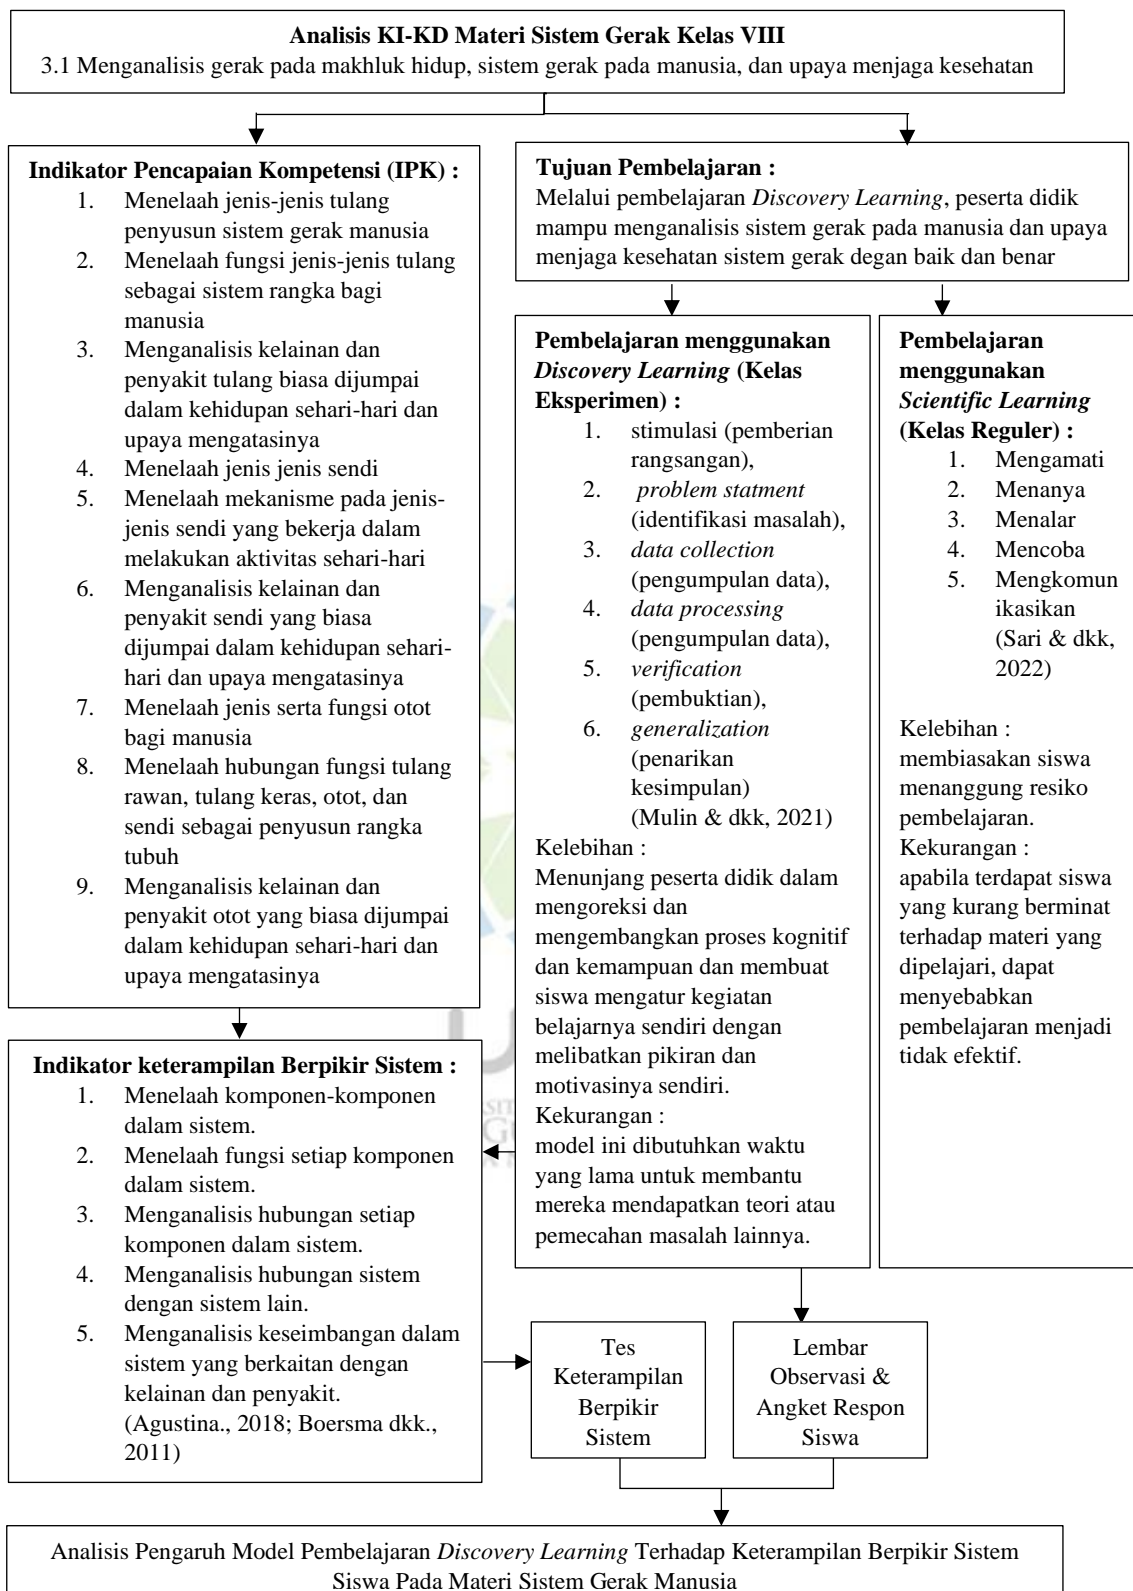 Analisis KI-KD Materi Sistem Gerak Kelas VIII
3.1 Menganalisis gerak pada makhluk hidup, sistem gerak pada manusia, dan upaya menjaga kesehatan
Indikator Pencapaian Kompetensi (IPK) :
1. Menelaah jenis-jenis tulang
penyusun sistem gerak manusia
2. Menelaah fungsi jenis-jenis tulang
sebagai sistem rangka bagi
manusia
3. Menganalisis kelainan dan
penyakit tulang biasa dijumpai
dalam kehidupan sehari-hari dan
upaya mengatasinya
4. Menelaah jenis jenis sendi
5. Menelaah mekanisme pada jenis-
jenis sendi yang bekerja dalam
melakukan aktivitas sehari-hari
6. Menganalisis kelainan dan
penyakit sendi yang biasa
dijumpai dalam kehidupan sehari-
hari dan upaya mengatasinya
7. Menelaah jenis serta fungsi otot
bagi manusia
8. Menelaah hubungan fungsi tulang
rawan, tulang keras, otot, dan
sendi sebagai penyusun rangka
tubuh
9. Menganalisis kelainan dan
penyakit otot yang biasa dijumpai
dalam kehidupan sehari-hari dan
upaya mengatasinya
Tujuan Pembelajaran :
Melalui pembelajaran Discovery Learning, peserta didik
mampu menganalisis sistem gerak pada manusia dan upaya
menjaga kesehatan sistem gerak degan baik dan benar
Pembelajaran menggunakan
Discovery Learning (Kelas
Eksperimen) :
1. stimulasi (pemberian
rangsangan),
2. problem statment
(identifikasi masalah),
3. data collection
(pengumpulan data),
4. data processing
(pengumpulan data),
5. verification
(pembuktian),
6. generalization
(penarikan
kesimpulan)
(Mulin & dkk, 2021)
Kelebihan :
Menunjang peserta didik dalam
mengoreksi dan
mengembangkan proses kognitif
dan kemampuan dan membuat
siswa mengatur kegiatan
belajarnya sendiri dengan
melibatkan pikiran dan
motivasinya sendiri.
Kekurangan :
model ini dibutuhkan waktu
yang lama untuk membantu
mereka mendapatkan teori atau
pemecahan masalah lainnya.
Pembelajaran
menggunakan
Scientific Learning
(Kelas Reguler) :
1. Mengamati
2. Menanya
3. Menalar
4. Mencoba
5. Mengkomun
ikasikan
(Sari & dkk,
2022)
Kelebihan :
membiasakan siswa
menanggung resiko
pembelajaran.
Kekurangan :
apabila terdapat siswa
yang kurang berminat
terhadap materi yang
dipelajari, dapat
menyebabkan
pembelajaran menjadi
tidak efektif.
Indikator keterampilan Berpikir Sistem :
1. Menelaah komponen-komponen
dalam sistem.
2. Menelaah fungsi setiap komponen
dalam sistem.
3. Menganalisis hubungan setiap
komponen dalam sistem.
4. Menganalisis hubungan sistem
dengan sistem lain.
5. Menganalisis keseimbangan dalam
sistem yang berkaitan dengan
kelainan dan penyakit.
(Agustina., 2018; Boersma dkk.,
2011)
Tes
Keterampilan
Berpikir
Sistem
Lembar
Observasi &
Angket Respon
Siswa
Analisis Pengaruh Model Pembelajaran Discovery Learning Terhadap Keterampilan Berpikir Sistem
Siswa Pada Materi Sistem Gerak Manusia